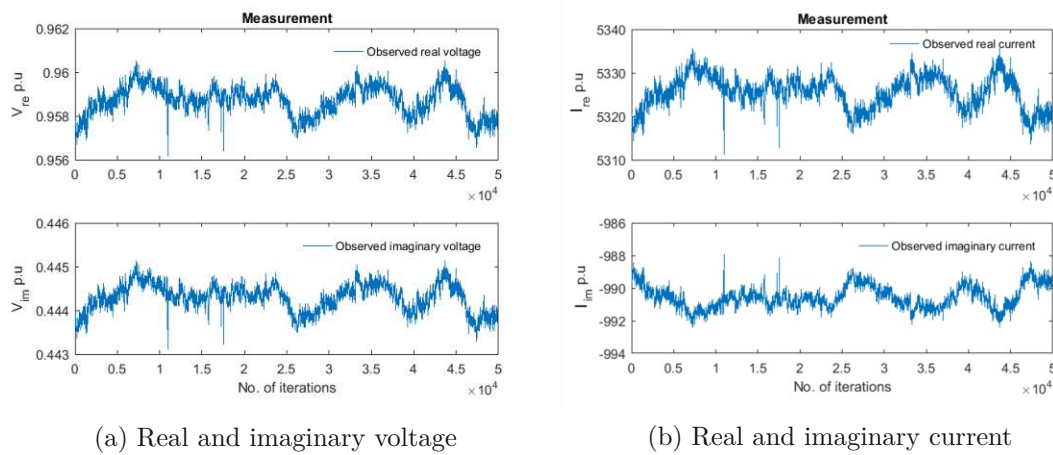 Measurement
0.962
Observed real voltage
0.96
V_re p.u
0.958
0.956
0 0.5 1 1.5 2 2.5 3 3.5 4 4.5 5
×10^4
0.446
Observed imaginary voltage
0.445
V_im p.u
0.444
0.443
0 0.5 1 1.5 2 2.5 3 3.5 4 4.5 5
No. of iterations
×10^4
Measurement
5340
Observed real current
5330
I_re p.u
5320
5310
0 0.5 1 1.5 2 2.5 3 3.5 4 4.5 5
×10^4
-986
Observed imaginary current
-988
I_im p.u
-990
-992
-994
0 0.5 1 1.5 2 2.5 3 3.5 4 4.5 5
No. of iterations
×10^4
(a) Real and imaginary voltage
(b) Real and imaginary current